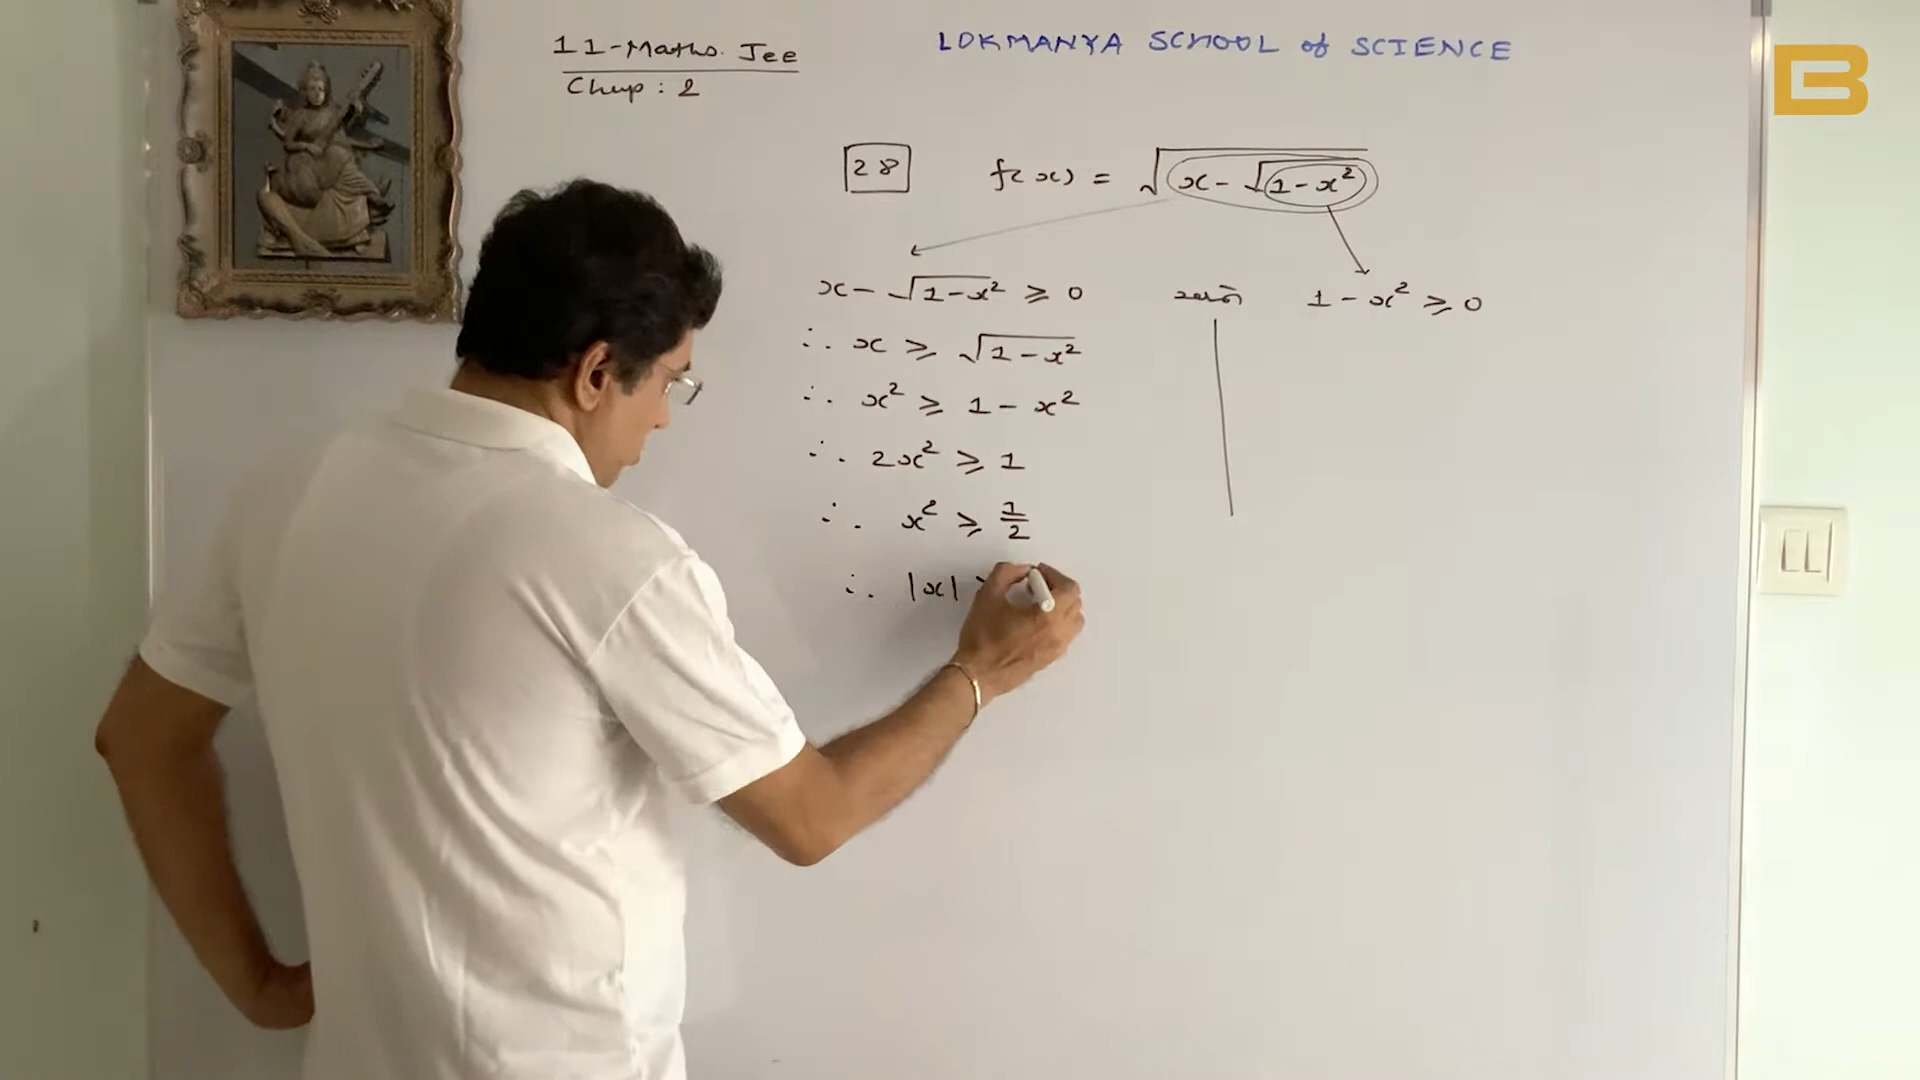 11-Maths. Jee
Chap : 2
LOKMANYA SCHOOL of SCIENCE
28 f(x) = √(x - √(1 - x²))
x - √(1 - x²) ≥ 0 અને 1 - x² ≥ 0
∴ x ≥ √(1 - x²)
∴ x² ≥ 1 - x²
∴ 2x² ≥ 1
∴ x² ≥ 1/2
∴ |x|